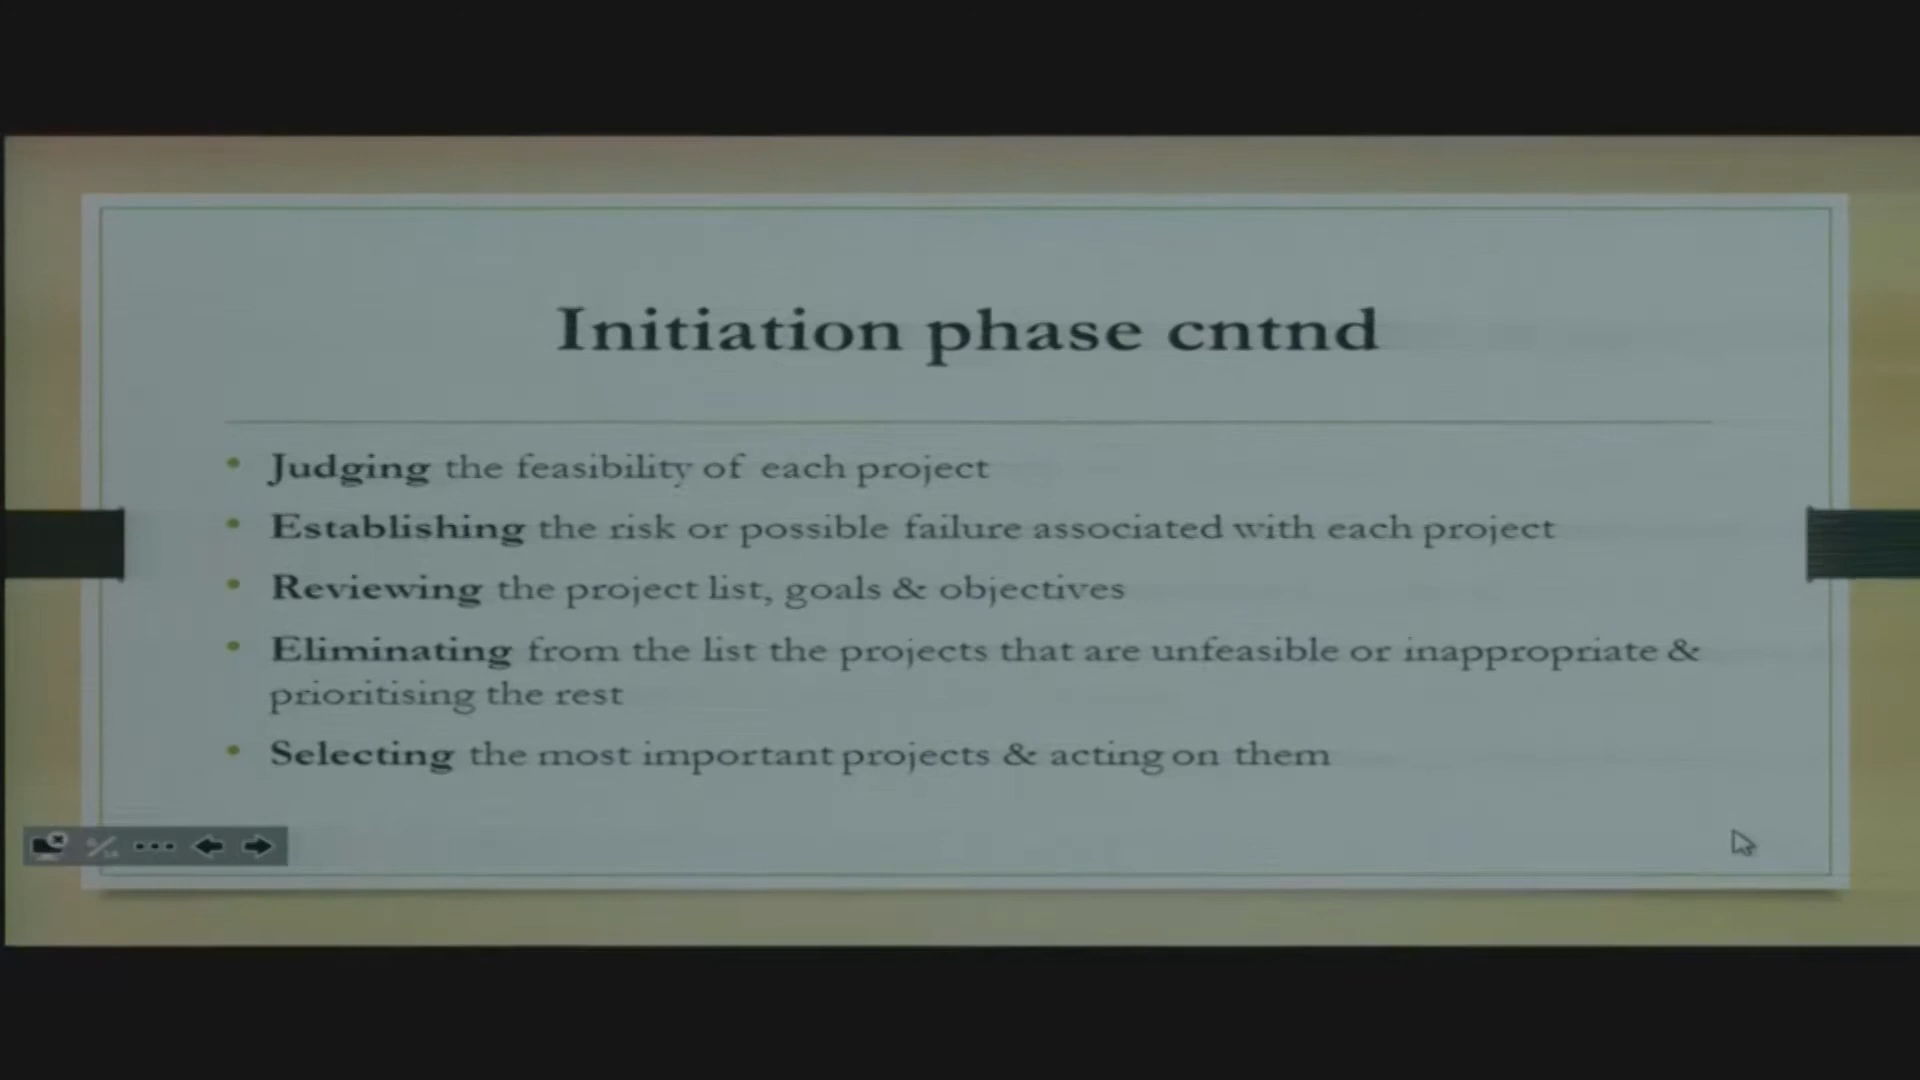 Initiation phase cntnd
• Judging the feasibility of each project
• Establishing the risk or possible failure associated with each project
• Reviewing the project list, goals & objectives
• Eliminating from the list the projects that are unfeasible or inappropriate &
prioritising the rest
• Selecting the most important projects & acting on them